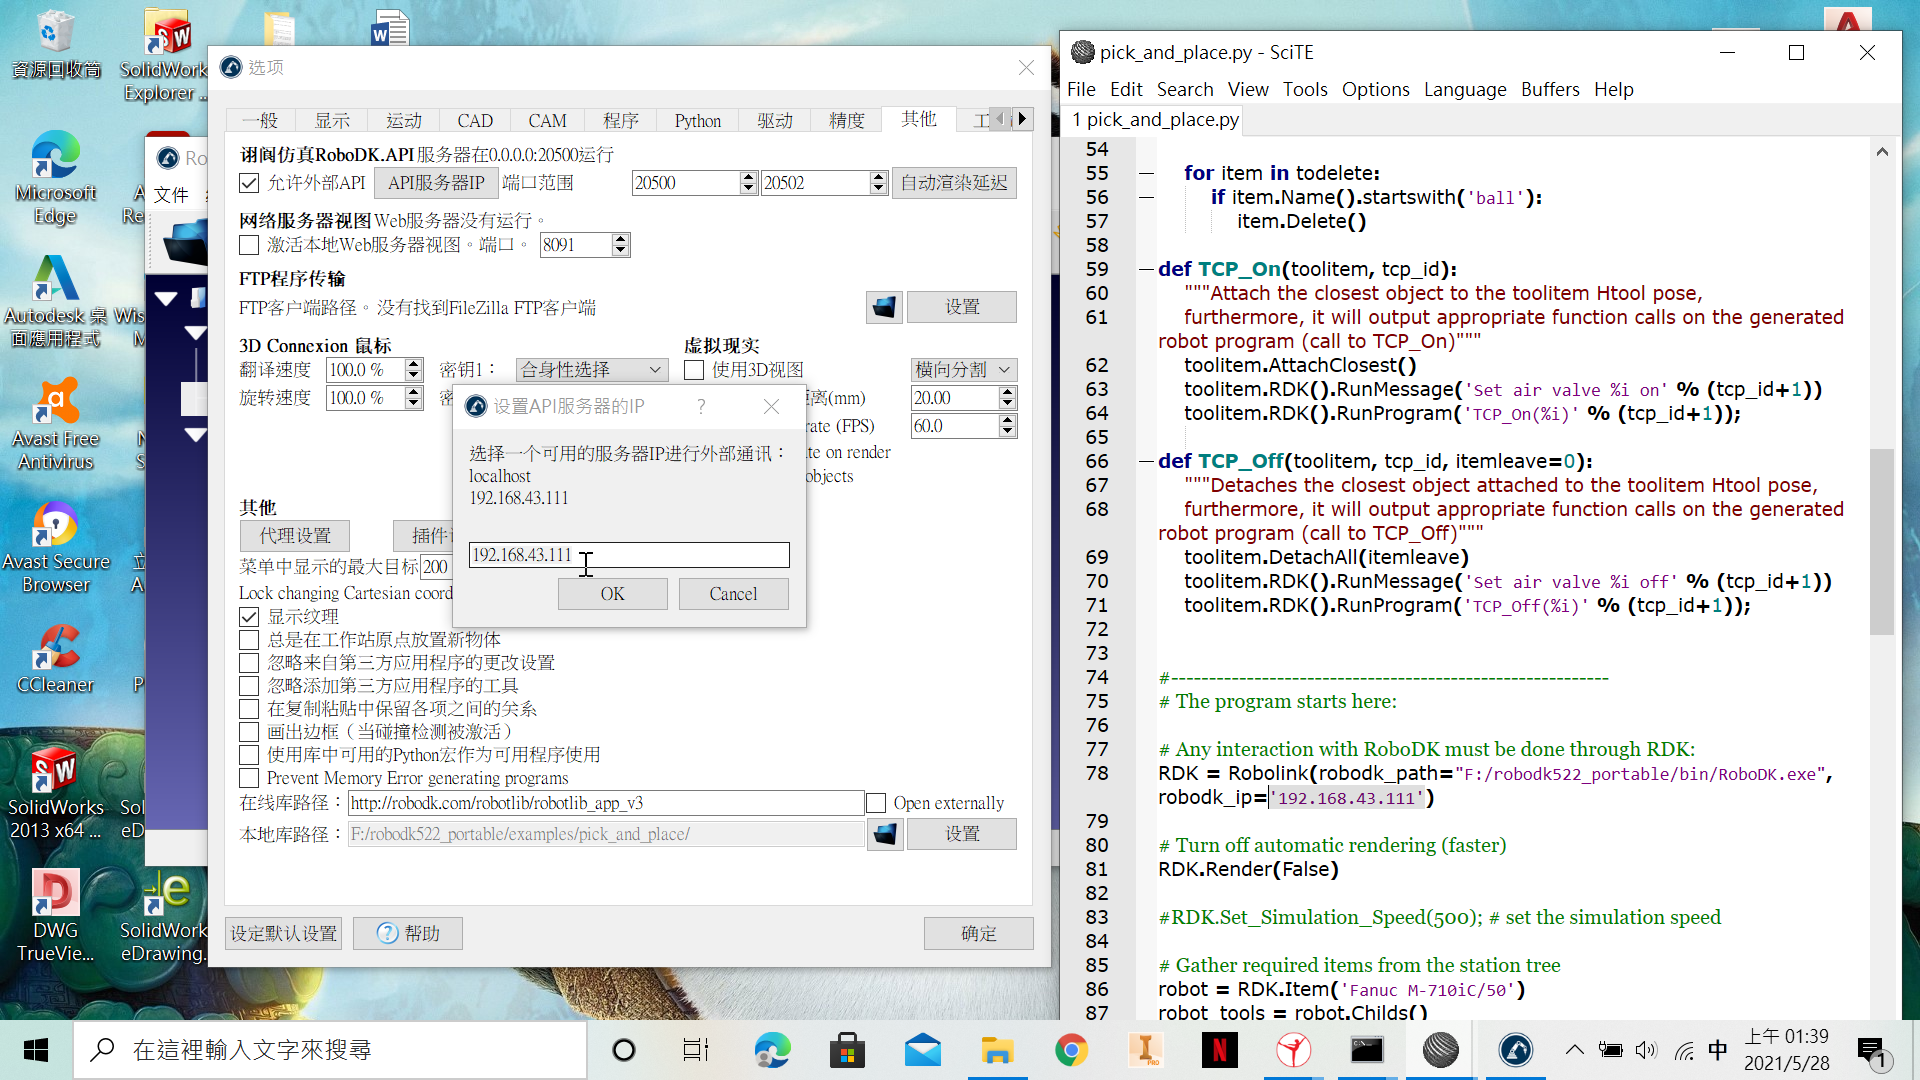 資源回收筒
SolidWorks
Explorer ...
Microsoft
Edge
Autodesk 桌
面應用程式
Avast Free
Antivirus
Avast Secure
Browser
CCleaner
SolidWorks
2013 x64 ...
DWG
TrueVie...
SolidWork
eDrawing.
文件
选项
一般 显示 运动 CAD CAM 程序 Python 驱动 精度 其他
诩阂仿真RoboDK.API 服务器在0.0.0.0:20500运行
允许外部API API服务器IP 端口范围 20500 20502 自动渲染延迟
网络服务器视图 Web服务器没有运行。
激活本地Web服务器视图。端口。 8091
FTP程序传输
FTP客户端路径。没有找到FileZilla FTP客户端 设置
3D Connexion 鼠标 虚拟现实
翻译速度 100.0 % 密钥1： 合身性选择 使用3D视图 横向分割
旋转速度 100.0 % 离(mm) 20.00
rate (FPS) 60.0
te on render
objects
设置API服务器的IP ?
选择一个可用的服务器IP进行外部通讯：
localhost
192.168.43.111
192.168.43.111
OK Cancel
其他
代理设置 插件
菜单中显示的最大目标 200
Lock changing Cartesian coord
显示纹理
总是在工作站原点放置新物体
忽略来自第三方应用程序的更改设置
忽略添加第三方应用程序的工具
在复制粘贴中保留各项之间的关系
画出边框（当碰撞检测被激活）
使用库中可用的Python宏作为可用程序使用
Prevent Memory Error generating programs
在线库路径： http://robodk.com/robotlib/robotlib_app_v3 Open externally
本地库路径： F:/robodk522_portable/examples/pick_and_place/ 设置
设定默认设置 帮助 确定
pick_and_place.py - SciTE
File Edit Search View Tools Options Language Buffers Help
1 pick_and_place.py
54
55 for item in todelete:
56 if item.Name().startswith('ball'):
57 item.Delete()
58
59 def TCP_On(toolitem, tcp_id):
60 """Attach the closest object to the toolitem Htool pose,
61 furthermore, it will output appropriate function calls on the generated
robot program (call to TCP_On)"""
62 toolitem.AttachClosest()
63 toolitem.RDK().RunMessage('Set air valve %i on' % (tcp_id+1))
64 toolitem.RDK().RunProgram('TCP_On(%i)' % (tcp_id+1));
65
66 def TCP_Off(toolitem, tcp_id, itemleave=0):
67 """Detaches the closest object attached to the toolitem Htool pose,
68 furthermore, it will output appropriate function calls on the generated
robot program (call to TCP_Off)"""
69 toolitem.DetachAll(itemleave)
70 toolitem.RDK().RunMessage('Set air valve %i off' % (tcp_id+1))
71 toolitem.RDK().RunProgram('TCP_Off(%i)' % (tcp_id+1));
72
73
74 #----------------------------------------------------------
75 # The program starts here:
76
77 # Any interaction with RoboDK must be done through RDK:
78 RDK = Robolink(robodk_path="F:/robodk522_portable/bin/RoboDK.exe",
robodk_ip='192.168.43.111')
79
80 # Turn off automatic rendering (faster)
81 RDK.Render(False)
82
83 #RDK.Set_Simulation_Speed(500); # set the simulation speed
84
85 # Gather required items from the station tree
86 robot = RDK.Item('Fanuc M-710iC/50')
87 robot_tools = robot.Childs()
在這裡輸入文字來搜尋
中
上午 01:39
2021/5/28
1